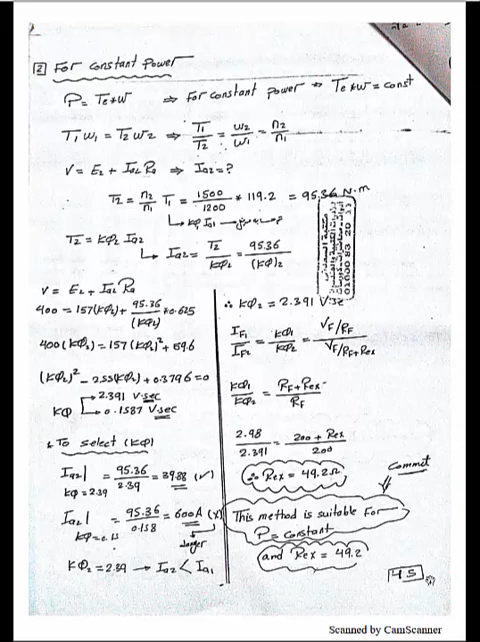 2 For constant power
P = Te*w ⇒ For constant power ⇒ Te*w = const
T1 w1 = T2 w2 ⇒ T1/T2 = w2/w1 = n2/n1
V = E2 + Ia2 Ra ⇒ Ia2 = ?
T2 = n2/n1 T1 = 1500/1200 * 119.2 = 95.36 N.m
↳ kφ Ia1
T2 = kφ2 Ia2
↳ Ia2 = T2/kφ2 = 95.36/(kφ)2
V = E2 + Ia2 Ra
400 = 157(kφ2) + 95.36/(kφ2) * 0.625
400(kφ2) = 157(kφ2)² + 59.6
(kφ2)² - 2.55(kφ2) + 0.3796 = 0
kφ
2.391 V.sec
0.1587 V.sec
To select (kφ)
Ia2| = 95.36/2.39 = 39.88 (✓)
kφ = 2.39
Ia2| = 95.36/0.158 = 600A (X)
danger
kφ2 = 2.39 → Ia2 < Ia1
∴ kφ2 = 2.391 V.sec
IF1/IF2 = kφ1/kφ2 = VF/RF / VF/RF+Rex
kφ1/kφ2 = RF + Rex/RF
2.98/2.391 = 200 + Rex/200
∴ Rex = 49.2 Ω
Commet
This method is suitable For
P = constant
and Rex = 49.2
45
Scanned by CamScanner